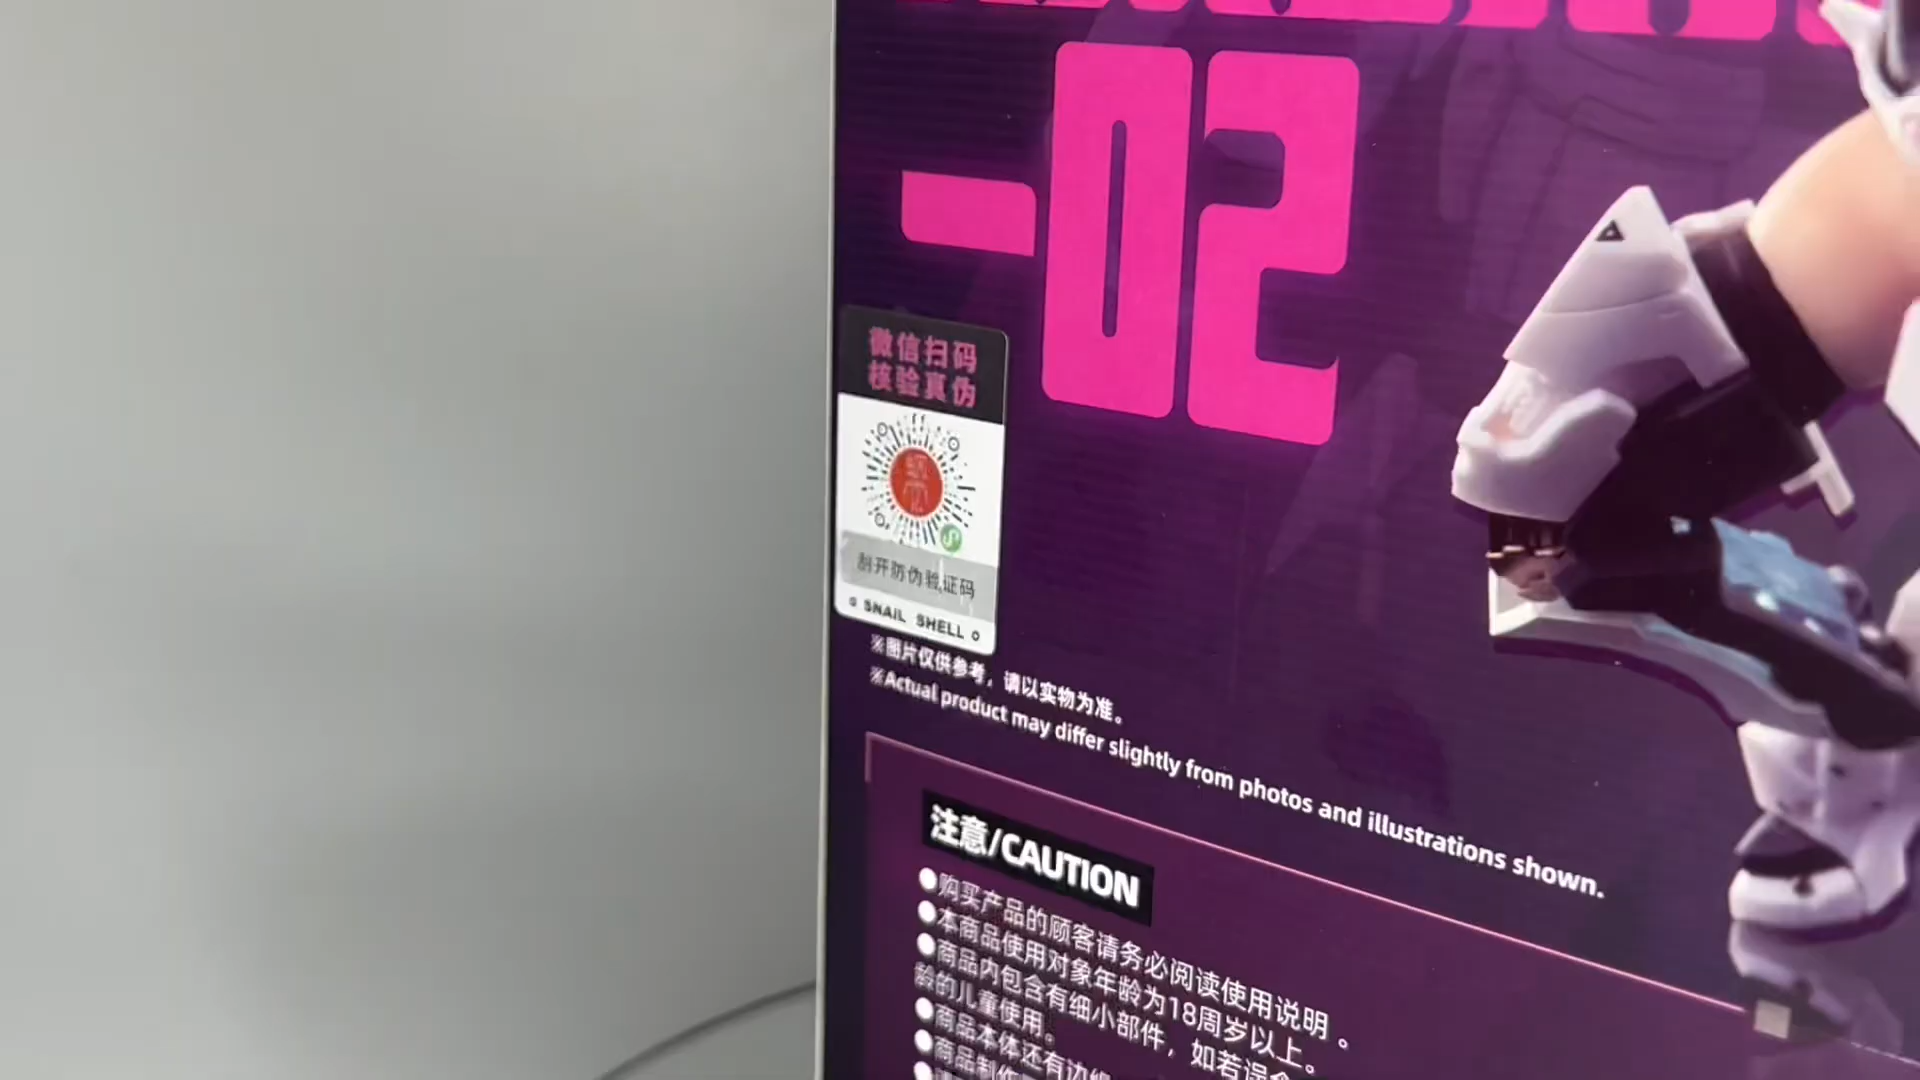 -02
微信扫码
核验真伪
刮开防伪验证码
SNAIL SHELL
※图片仅供参考，请以实物为准。
※Actual product may differ slightly from photos and illustrations shown.
注意/CAUTION
●购买产品的顾客请务必阅读使用说明。
●本商品使用对象年龄为18周岁以上。
●商品内包含有细小部件，如若误
龄的儿童使用。
●商品本体还有边
●商品制作